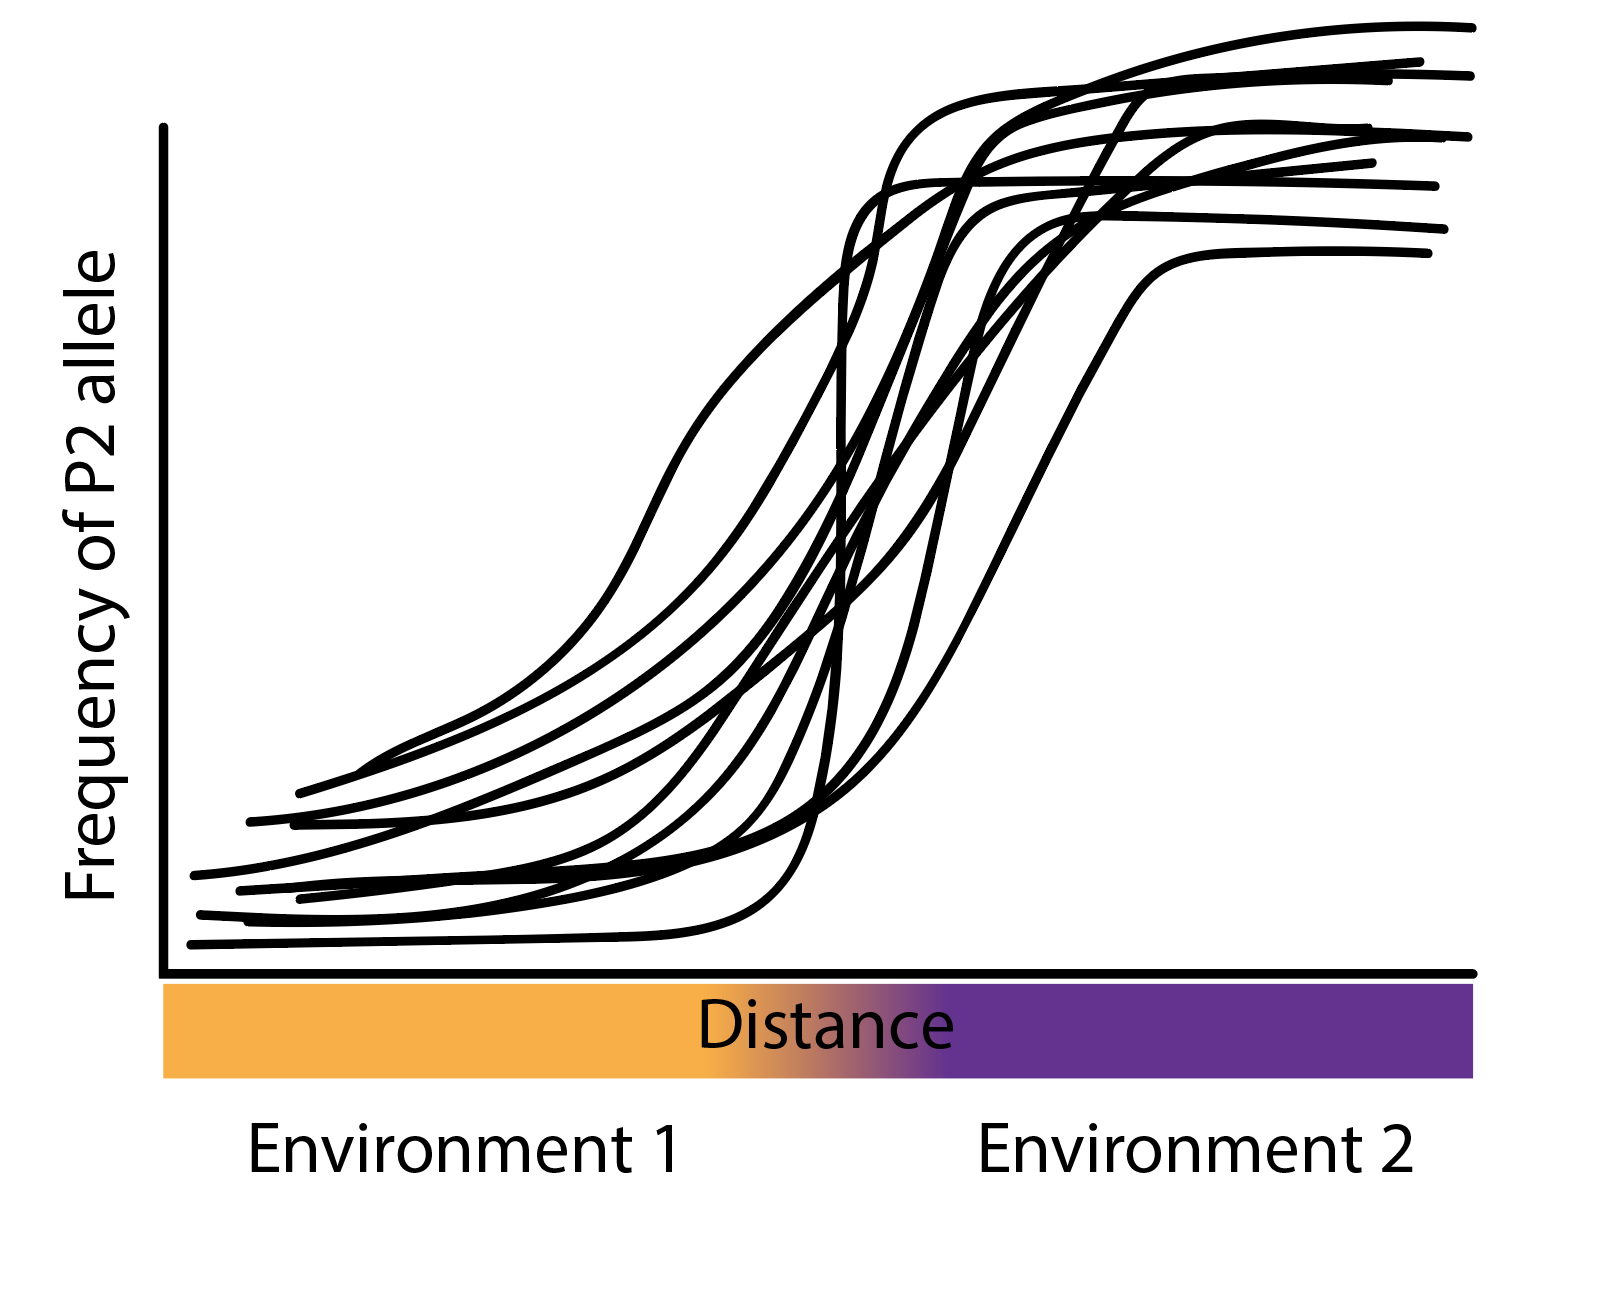 Frequency of P2 allele
Distance
Environment 1
Environment 2